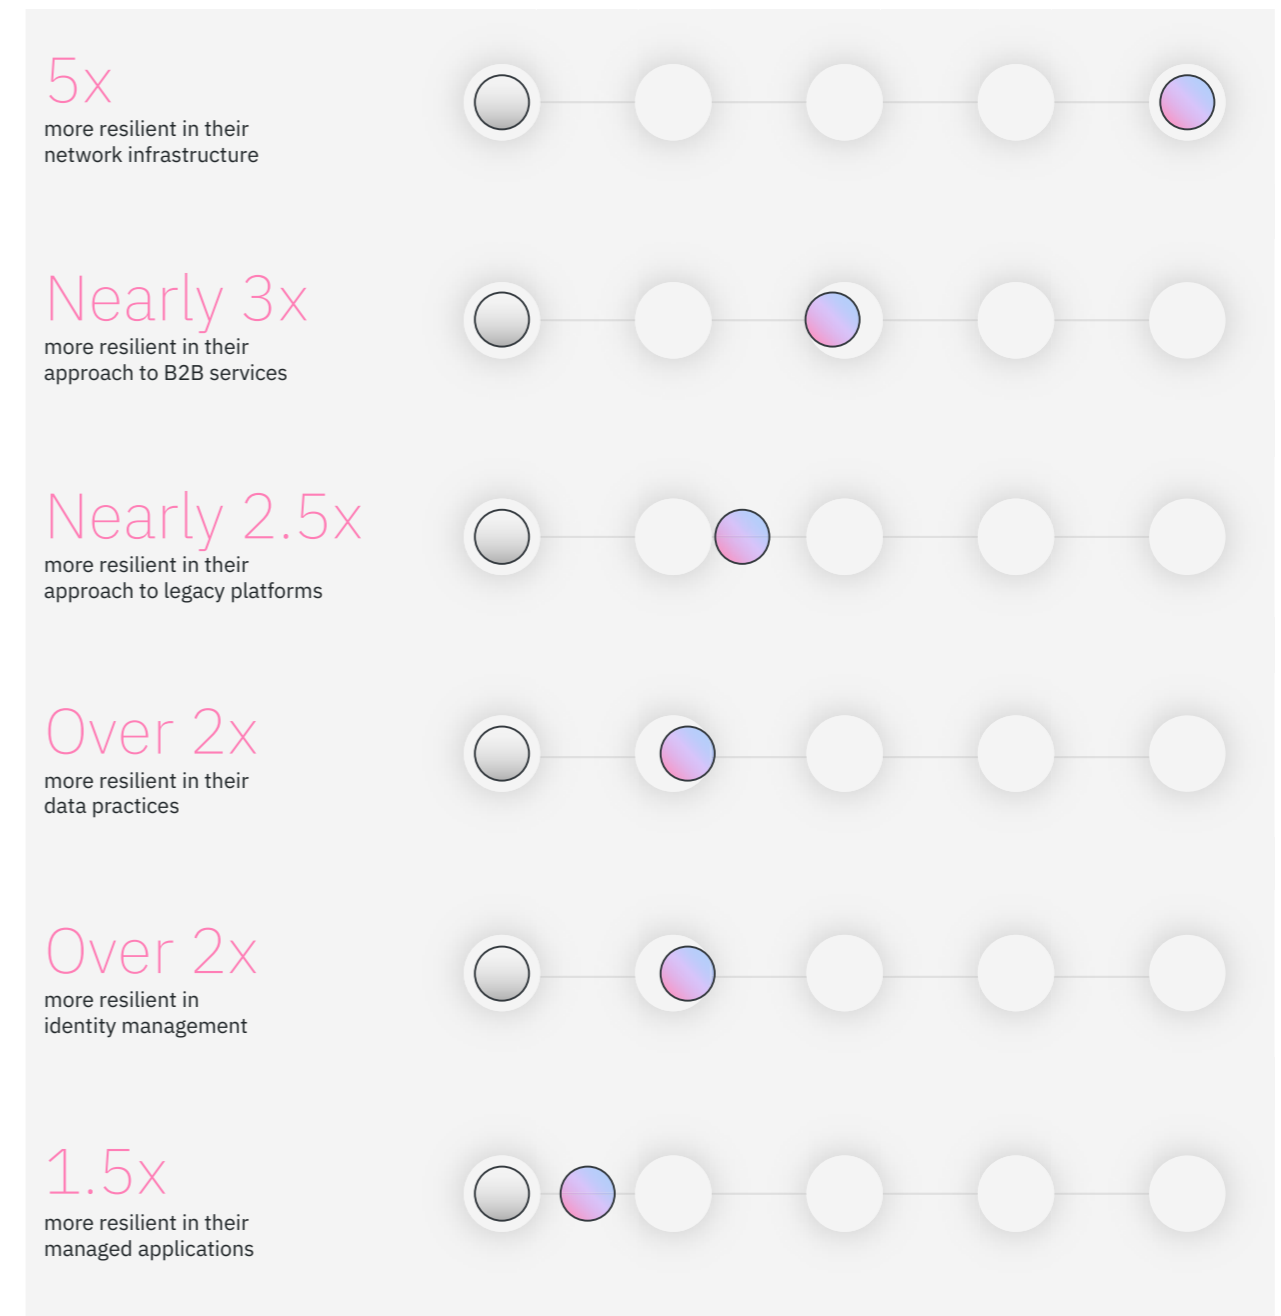 5x
more resilient in their
network infrastructure
Nearly 3x
more resilient in their
approach to B2B services
Nearly 2.5x
more resilient in their
approach to legacy platforms
Over 2x
more resilient in their
data practices
Over 2x
more resilient in
identity management
1.5x
more resilient in their
managed applications